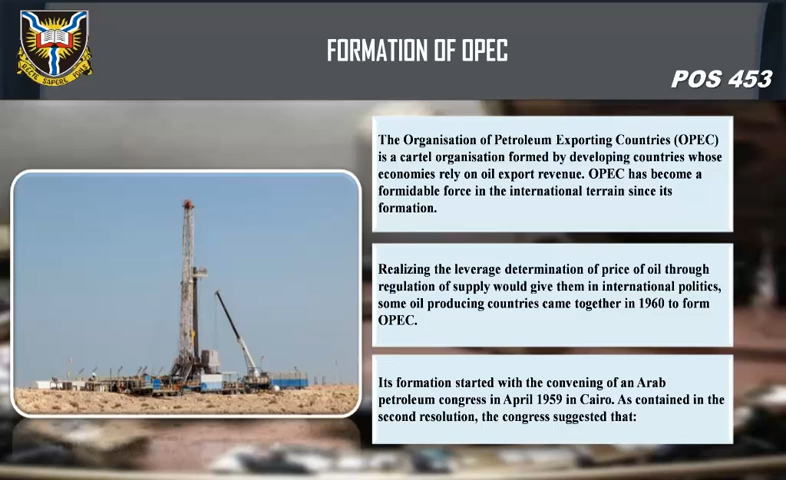 FORMATION OF OPEC
POS 453
RECTE SAPERE FONS
The Organisation of Petroleum Exporting Countries (OPEC)
is a cartel organisation formed by developing countries whose
economies rely on oil export revenue. OPEC has become a
formidable force in the international terrain since its
formation.
Realizing the leverage determination of price of oil through
regulation of supply would give them in international politics,
some oil producing countries came together in 1960 to form
OPEC.
Its formation started with the convening of an Arab
petroleum congress in April 1959 in Cairo. As contained in the
second resolution, the congress suggested that: